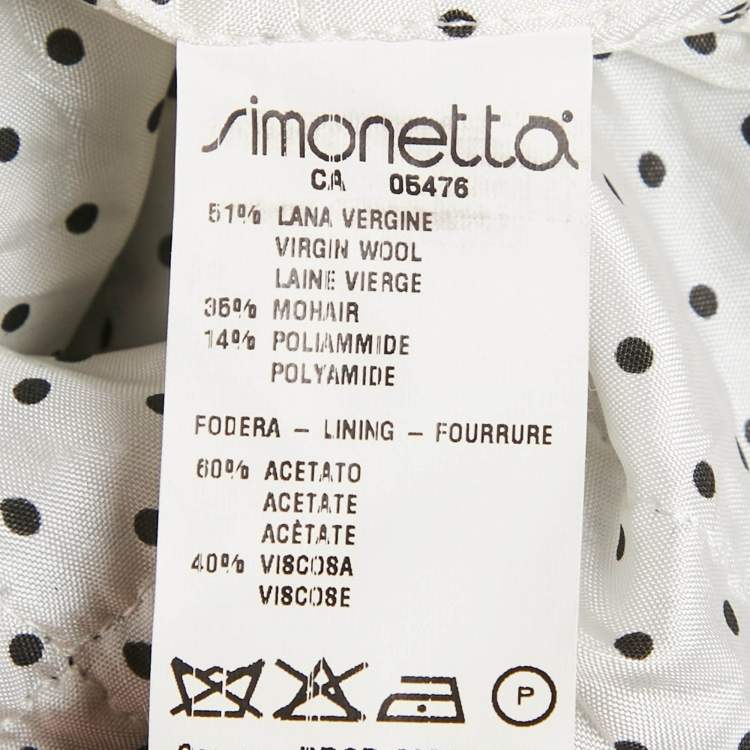 simonetta
CA 05476
51% LANA VERGINE
VIRGIN WOOL
LAINE VIERGE
35% MOHAIR
14% POLIAMMIDE
POLYAMIDE
FODERA - LINING - FOURRURE
60% ACETATO
ACETATE
ACÈTATE
40% VISCOSA
VISCOSE
P